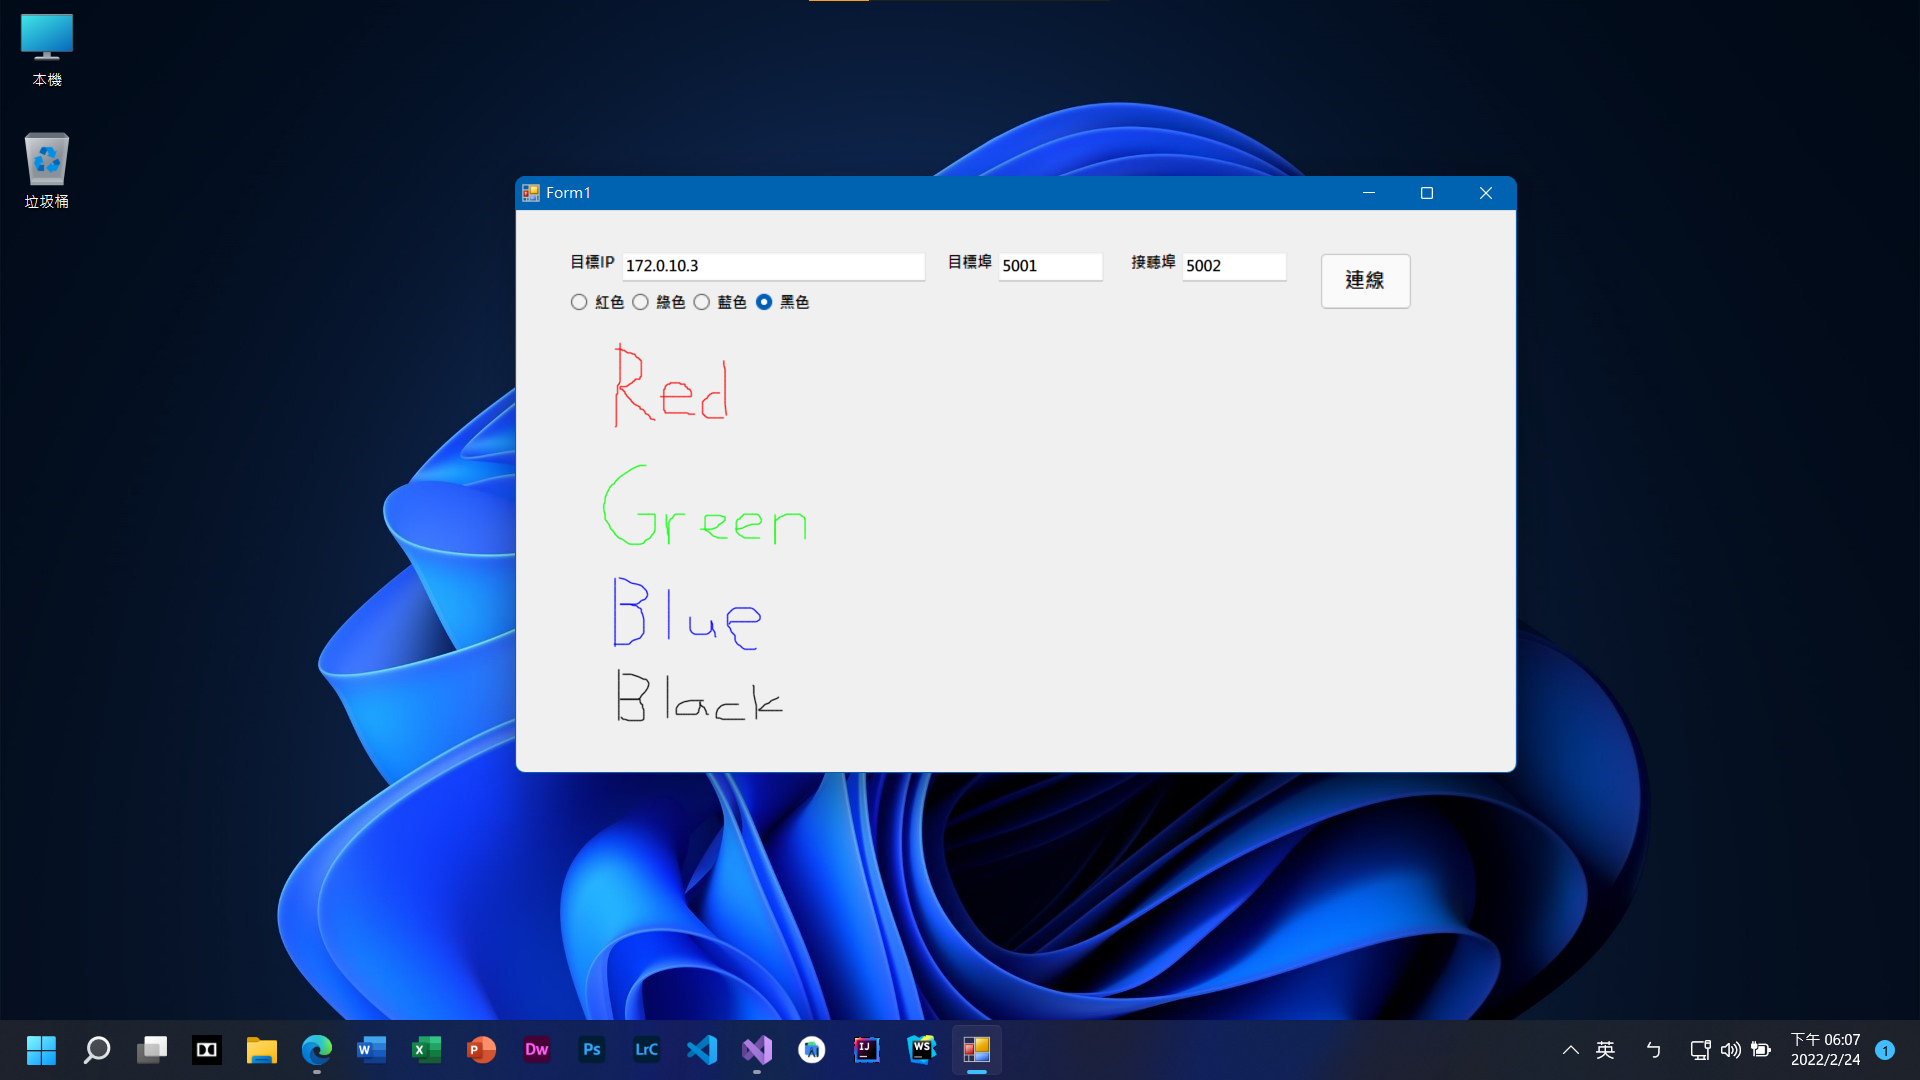 本機
垃圾桶
Form1
目標IP 172.0.10.3 目標埠 5001 接聽埠 5002 連線
紅色 綠色 藍色 黑色
Red
Green
Blue
Black
W X P Dw Ps LrC IJ WS
英 ㄅ 下午 06:07
2022/2/24 1